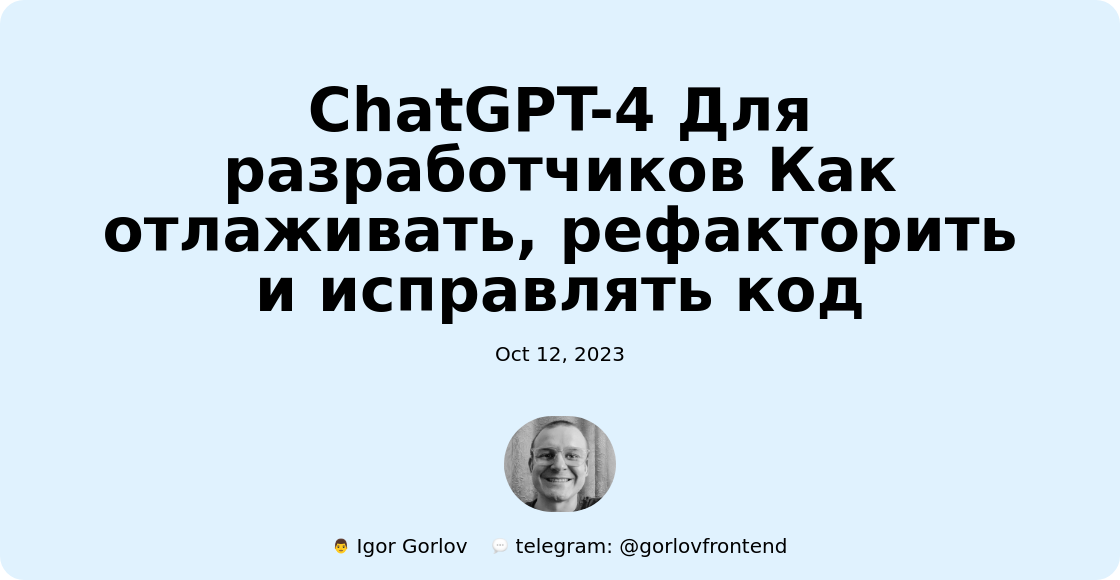 ChatGPT-4 Для
разработчиков Как
отлаживать, рефакторить
и исправлять код
Oct 12, 2023
Igor Gorlov telegram: @gorlovfrontend